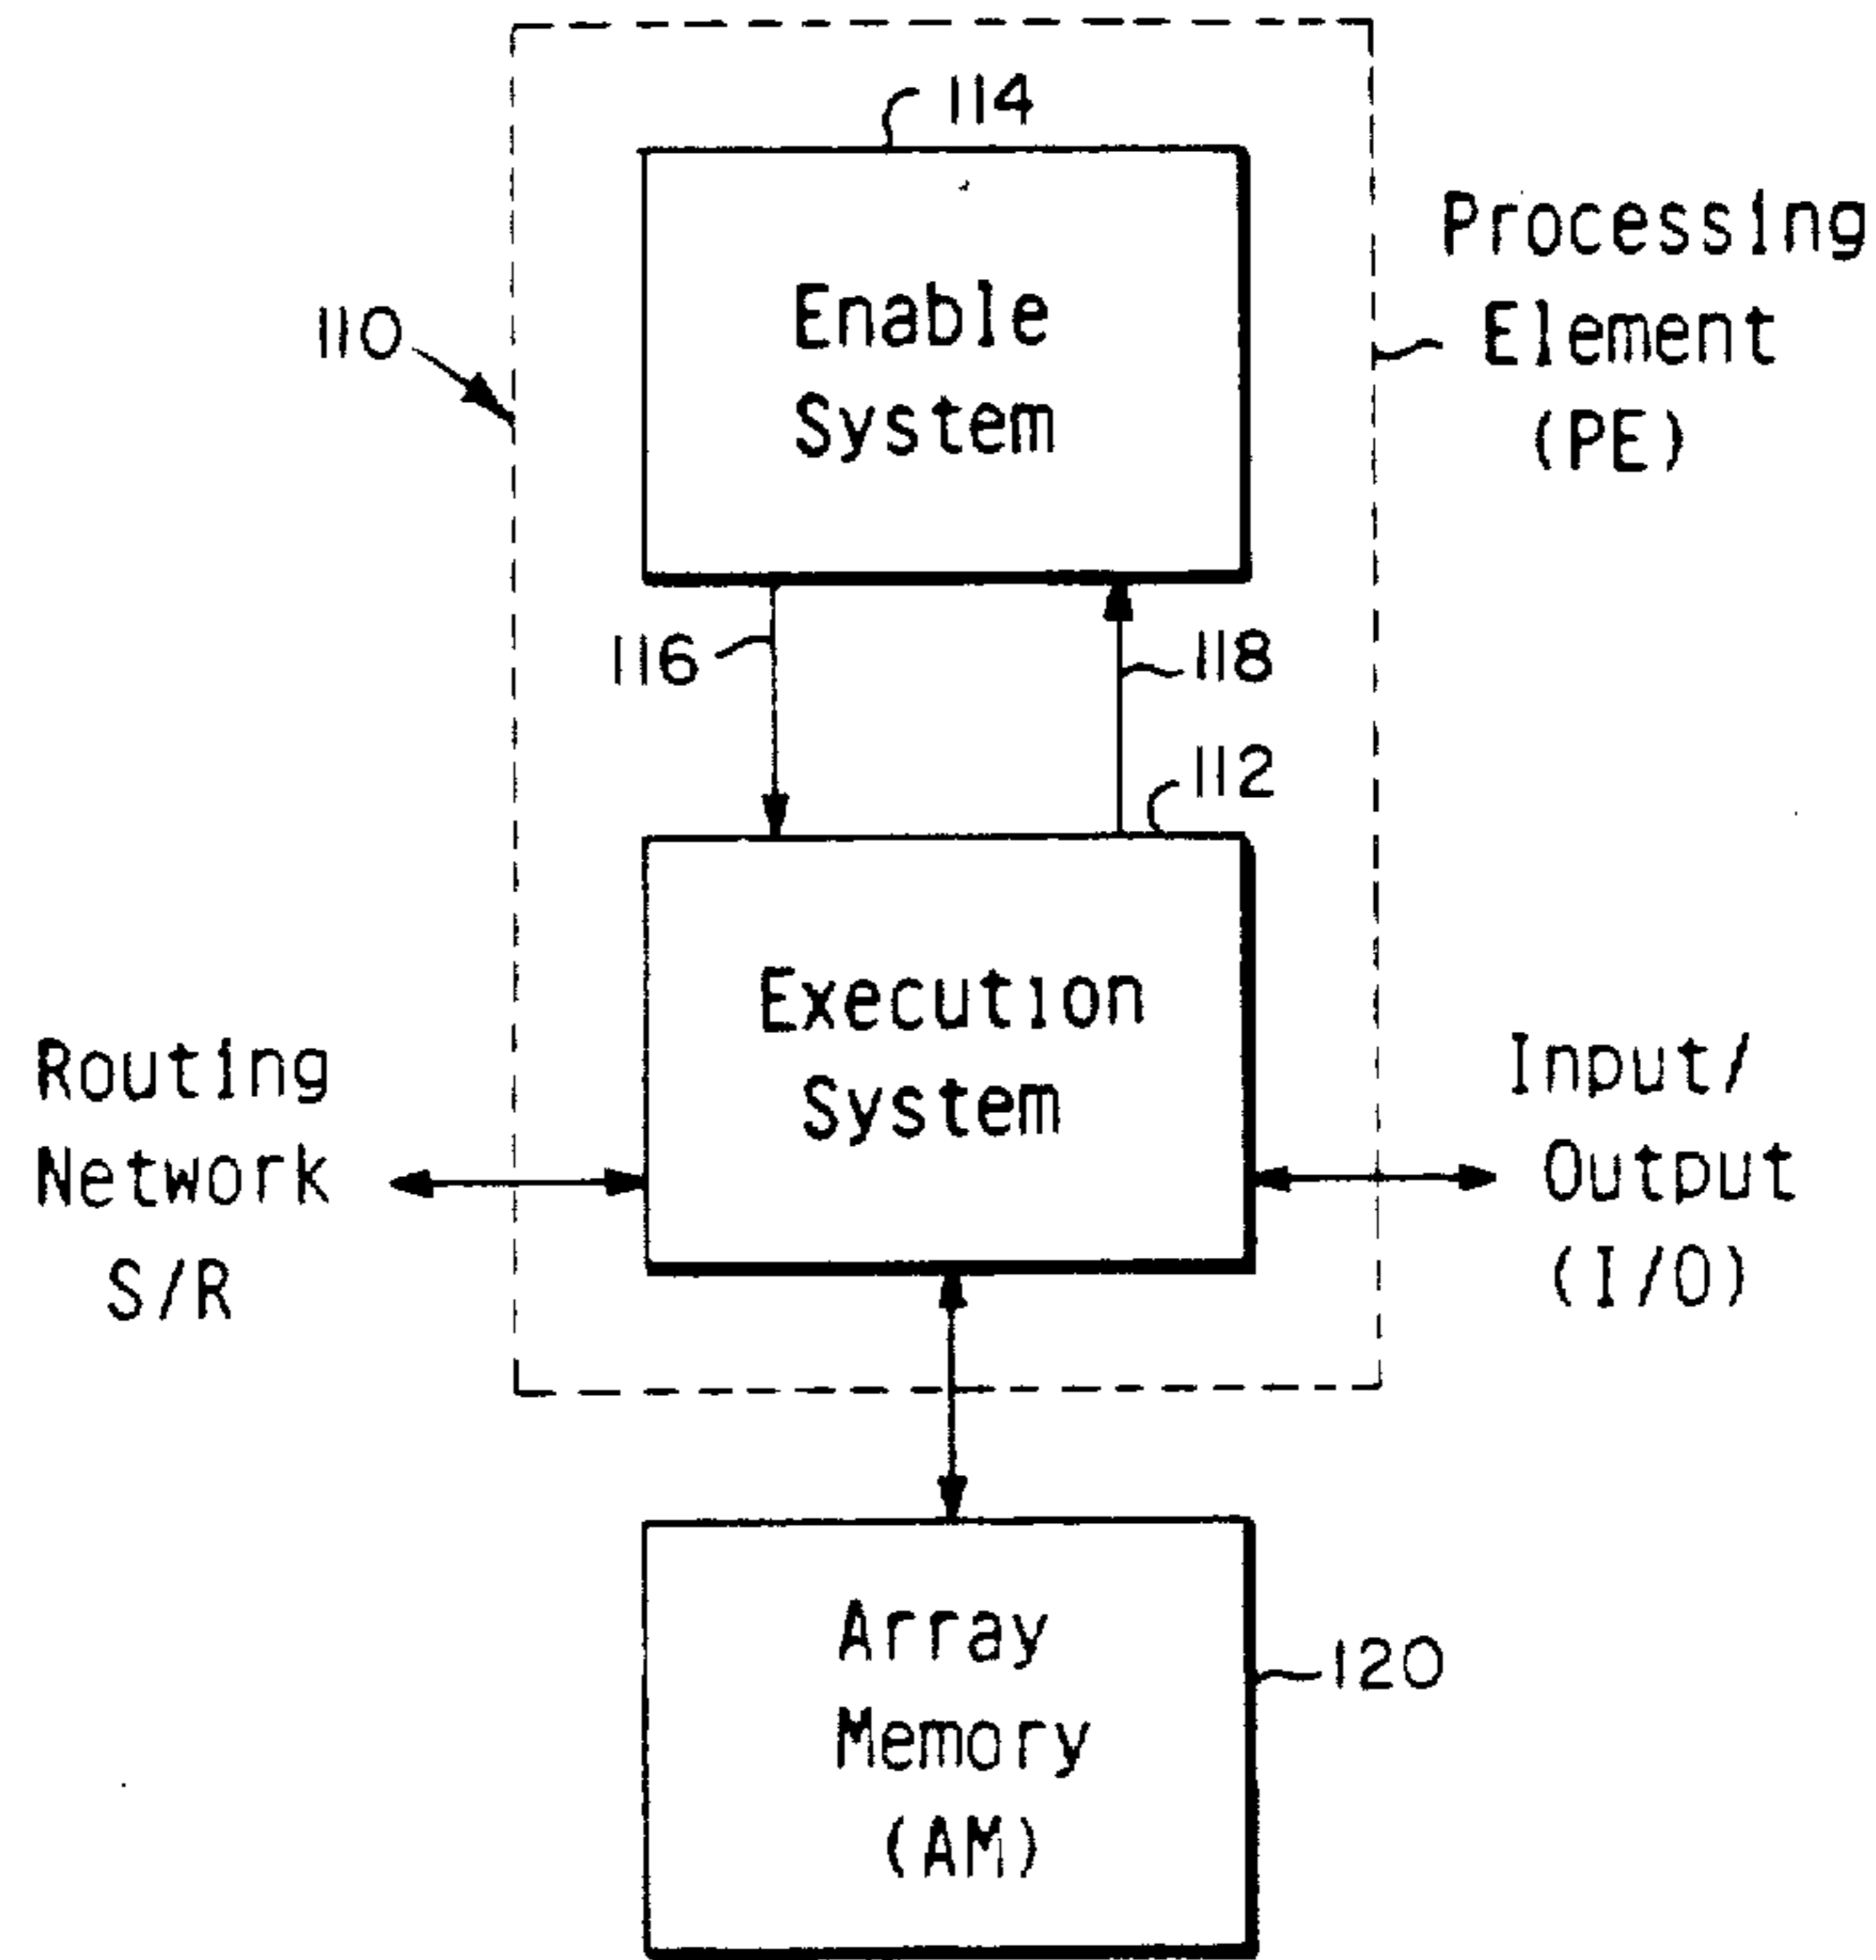 114
Enable
System
110
Processing
Element
(PE)
116
118
112
Execution
System
Routing
Network
S/R
Input/
Output
(I/O)
Array
Memory
(AM)
120